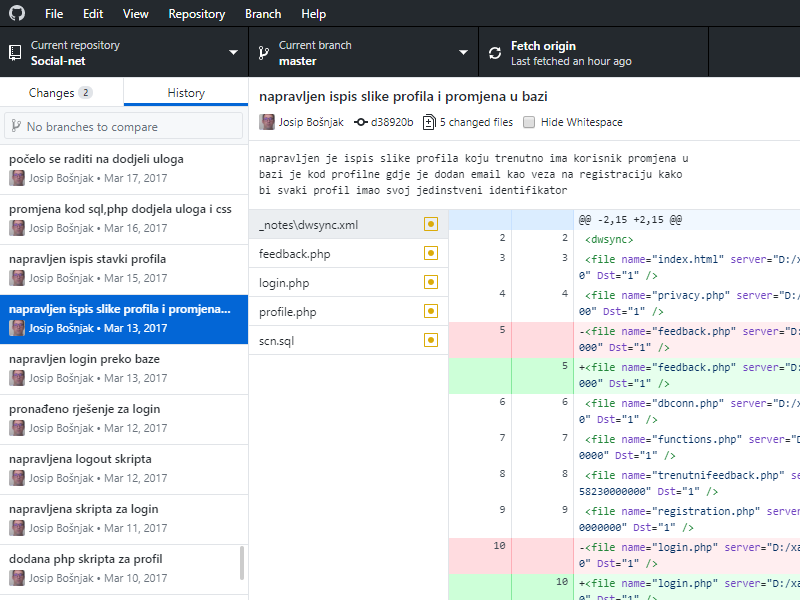 File Edit View Repository Branch Help
Current repository
Social-net
Current branch
master
Fetch origin
Last fetched an hour ago
Changes 2
History
No branches to compare
počelo se raditi na dodjeli uloga
Josip Bošnjak • Mar 17, 2017
promjena kod sql,php dodjela uloga i css
Josip Bošnjak • Mar 16, 2017
napravljen ispis stavki profila
Josip Bošnjak • Mar 15, 2017
napravljen ispis slike profila i promjena...
Josip Bošnjak • Mar 13, 2017
napravljen login preko baze
Josip Bošnjak • Mar 13, 2017
pronađeno rješenje za login
Josip Bošnjak • Mar 12, 2017
napravljena logout skripta
Josip Bošnjak • Mar 12, 2017
napravljena skripta za login
Josip Bošnjak • Mar 11, 2017
dodana php skripta za profil
Josip Bošnjak • Mar 10, 2017
napravljen ispis slike profila i promjena u bazi
Josip Bošnjak d38920b 5 changed files Hide Whitespace
napravljen je ispis slike profila koju trenutno ima korisnik promjena u
bazi je kod profilne gdje je dodan email kao veza na registraciju kako
bi svaki profil imao svoj jedinstveni identifikator
_notes\dwsync.xml
feedback.php
login.php
profile.php
scn.sql
@@ -2,15 +2,15 @@
2 2 <dwsync>
3 3 <file name="index.html" server="D:/x
0" Dst="1" />
4 4 <file name="privacy.php" server="D:/
00" Dst="1" />
5 -<file name="feedback.php" server="D:
000" Dst="1" />
5 +<file name="feedback.php" server="D:
000" Dst="1" />
6 6 <file name="dbconn.php" server="D:/x
0" Dst="1" />
7 7 <file name="functions.php" server="D
0000" Dst="1" />
8 8 <file name="trenutnifeedback.php" se
58230000000" Dst="1" />
9 9 <file name="registration.php" server
0000000" Dst="1" />
10 -<file name="login.php" server="D:/xa
0" Dst="1" />
10 +<file name="login.php" server="D:/xa